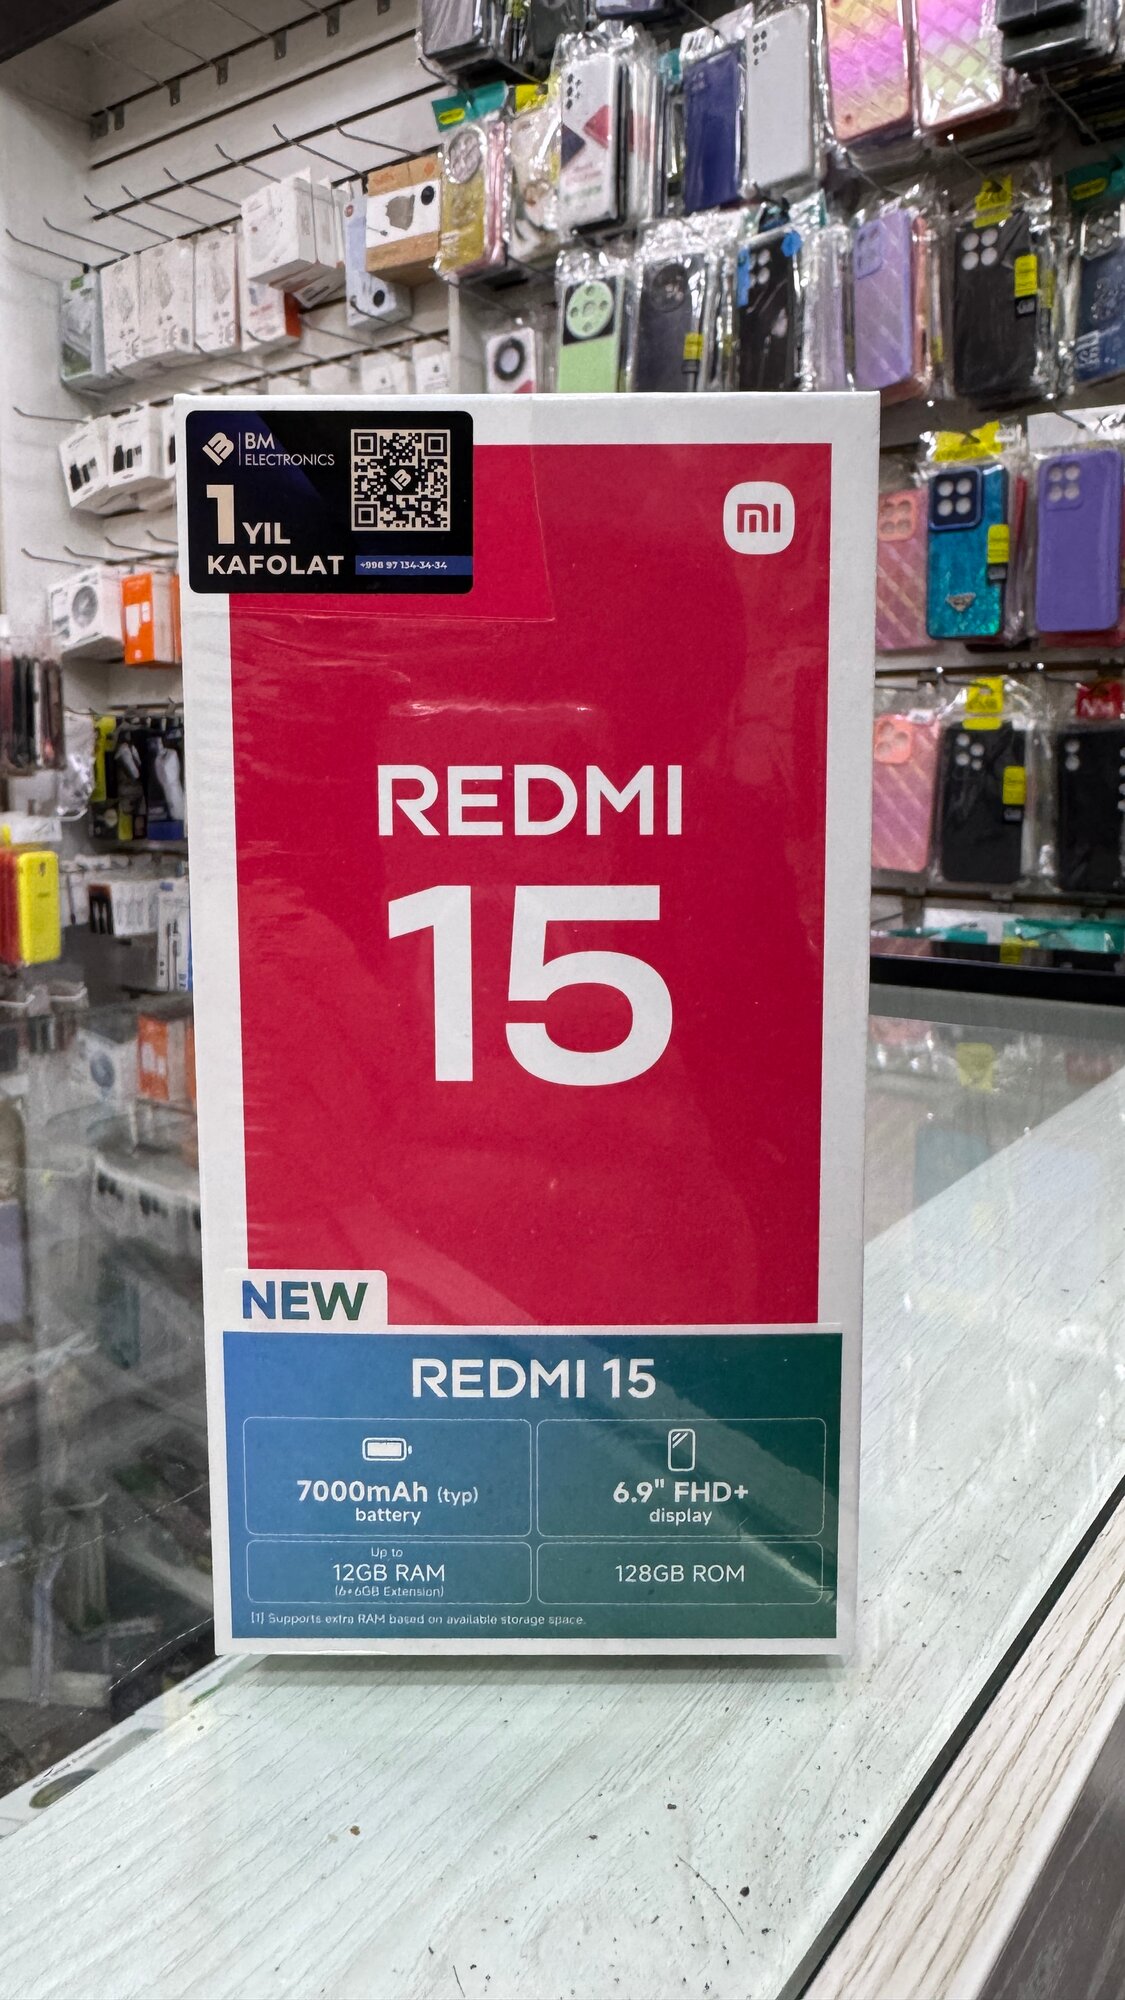 BM
ELECTRONICS
1 YIL
KAFOLAT
+998 97 134-34-34
mi
REDMI
15
NEW
REDMI 15
7000mAh (typ)
battery
6.9" FHD+
display
Up to
12GB RAM
(6+6GB Extension)
128GB ROM
[1] Supports extra RAM based on available storage space.